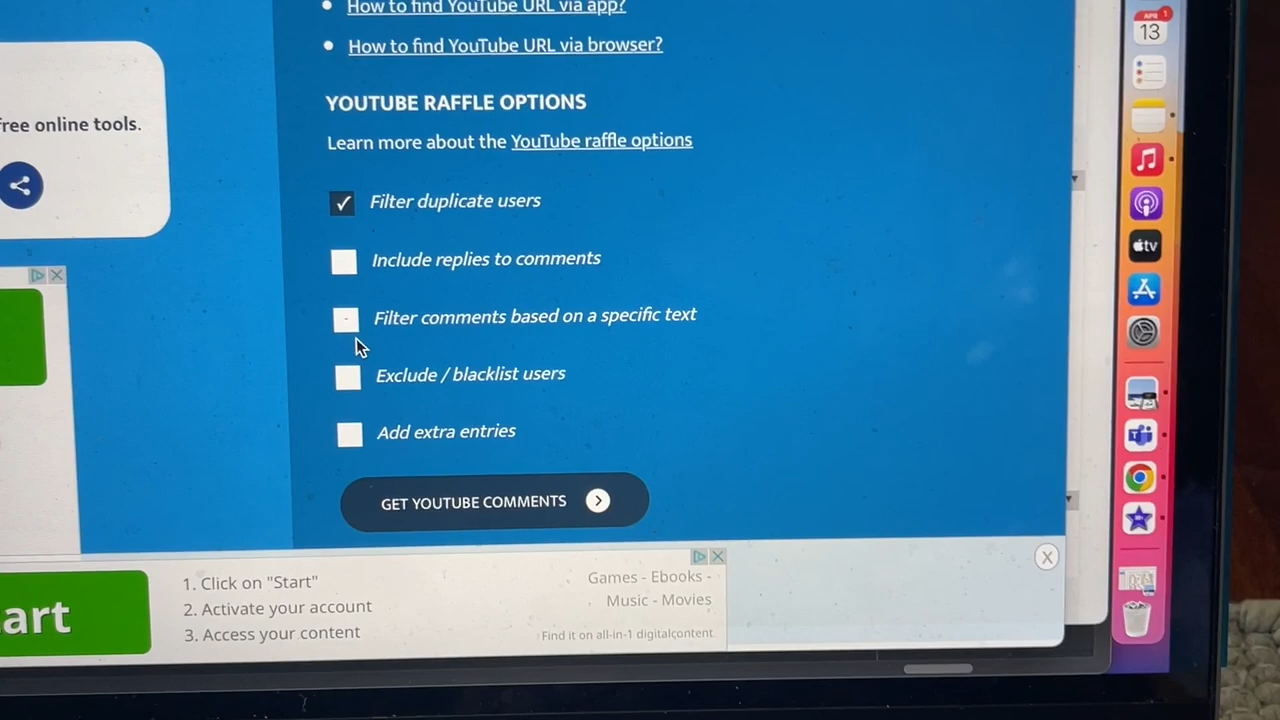 How to find YouTube URL via app?
How to find YouTube URL via browser?
YOUTUBE RAFFLE OPTIONS
free online tools.
Learn more about the YouTube raffle options
Filter duplicate users
Include replies to comments
Filter comments based on a specific text
Exclude / blacklist users
Add extra entries
GET YOUTUBE COMMENTS
art
1. Click on "Start"
2. Activate your account
3. Access your content
Games - Ebooks -
Music - Movies
Find it on all-in-1 digitalcontent
X
APR
1
13
tv